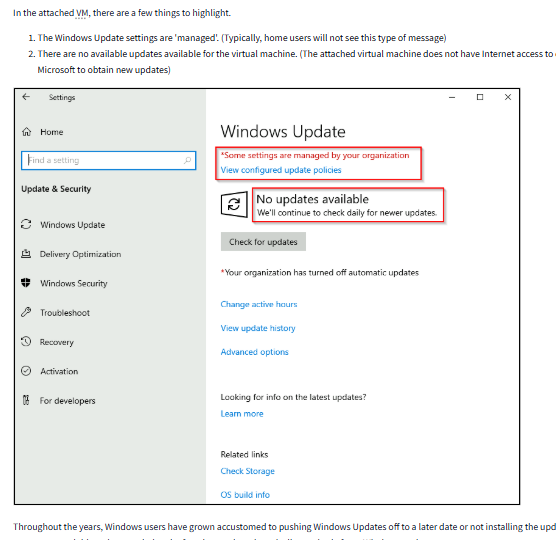 In the attached VM, there are a few things to highlight.
1. The Windows Update settings are 'managed'. (Typically, home users will not see this type of message)
2. There are no available updates available for the virtual machine. (The attached virtual machine does not have Internet access to
Microsoft to obtain new updates)
Settings
Home
Find a setting
Update & Security
Windows Update
Delivery Optimization
Windows Security
Troubleshoot
Recovery
Activation
For developers
Windows Update
*Some settings are managed by your organization
View configured update policies
No updates available
We'll continue to check daily for newer updates.
Check for updates
*Your organization has turned off automatic updates
Change active hours
View update history
Advanced options
Looking for info on the latest updates?
Learn more
Related links
Check Storage
OS build info
Throughout the years, Windows users have grown accustomed to pushing Windows Updates off to a later date or not installing the upd